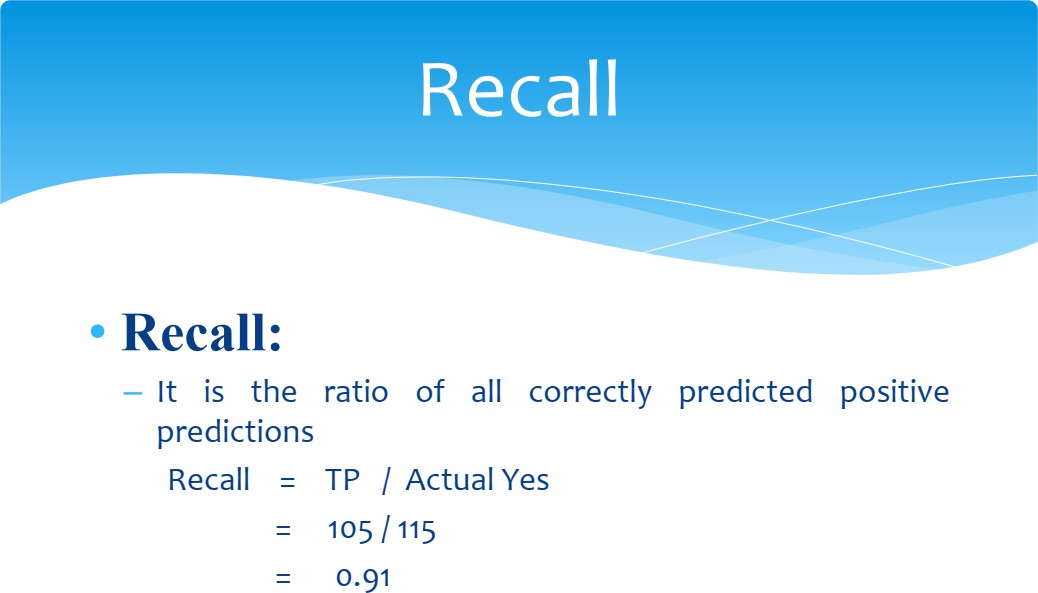 Recall
• Recall:
– It is the ratio of all correctly predicted positive
predictions
Recall = TP / Actual Yes
= 105 / 115
= 0.91